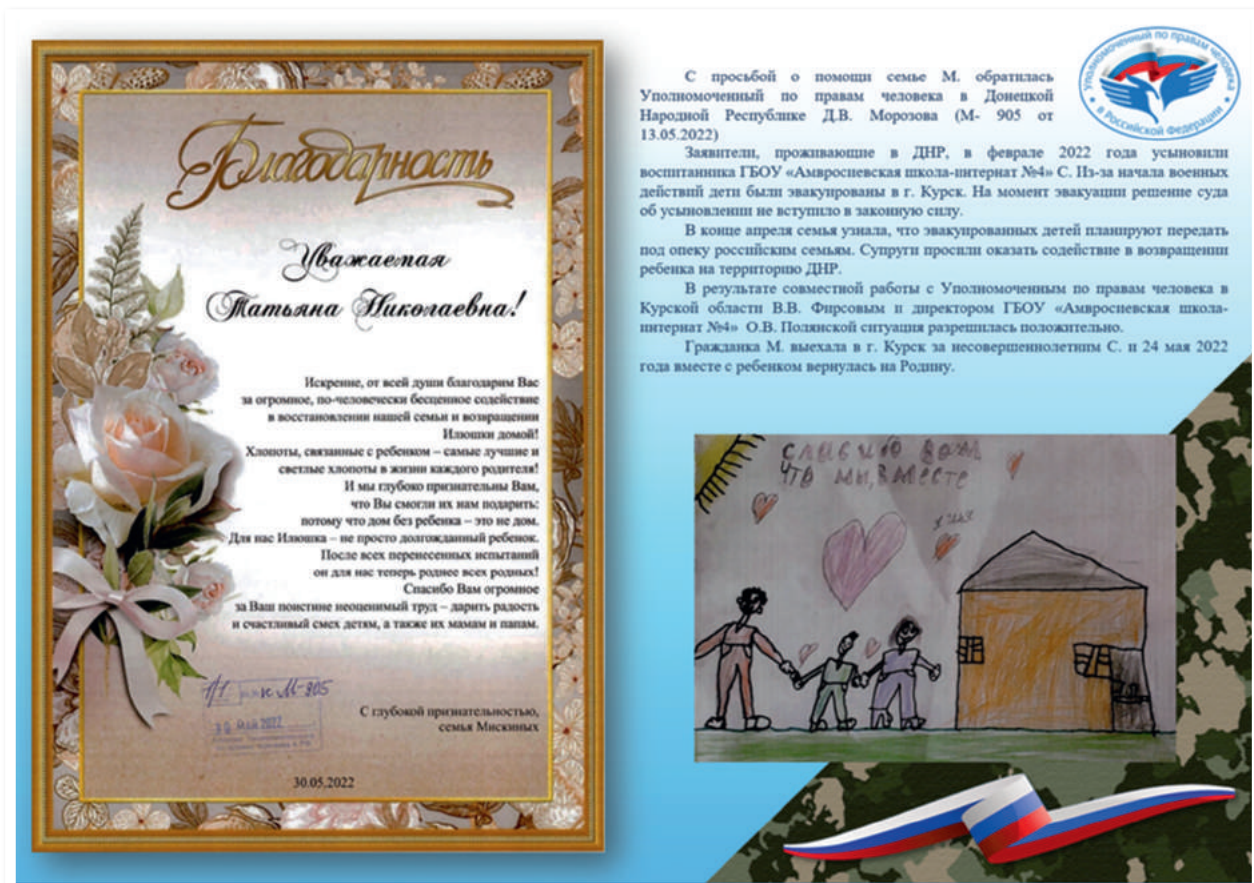 Благодарность
Уважаемая
Татьяна Николаевна!
Искренне, от всей души благодарим Вас
за огромное, по-человечески бесценное содействие
в восстановлении нашей семьи и возвращении
Илюшки домой!
Хлопоты, связанные с ребенком – самые лучшие и
светлые хлопоты в жизни каждого родителя!
И мы глубоко признательны Вам,
что Вы смогли их нам подарить:
потому что дом без ребенка – это не дом.
Для нас Илюшка – не просто долгожданный ребенок.
После всех перенесенных испытаний
он для нас теперь роднее всех родных!
Спасибо Вам огромное
за Ваш поистине неоценимый труд – дарить радость
и счастливый смех детям, а также их мамам и папам.
М-905
30 МАЙ 2022
С глубокой признательностью,
семья Мискиных
30.05.2022
Уполномоченный по правам человека
в Российской Федерации
С просьбой о помощи семье М. обратилась
Уполномоченный по правам человека в Донецкой
Народной Республике Д.В. Морозова (М- 905 от
13.05.2022)
Заявители, проживающие в ДНР, в феврале 2022 года усыновили
воспитанника ГБОУ «Амвросиевская школа-интернат №4» С. Из-за начала военных
действий дети были эвакуированы в г. Курск. На момент эвакуации решение суда
об усыновлении не вступило в законную силу.
В конце апреля семья узнала, что эвакуированных детей планируют передать
под опеку российским семьям. Супруги просили оказать содействие в возвращении
ребенка на территорию ДНР.
В результате совместной работы с Уполномоченным по правам человека в
Курской области В.В. Фирсовым и директором ГБОУ «Амвросиевская школа-
интернат №4» О.В. Полянской ситуация разрешилась положительно.
Гражданка М. выехала в г. Курск за несовершеннолетним С. и 24 мая 2022
года вместе с ребенком вернулась на Родину.
спасибо вам
что мы, вместе